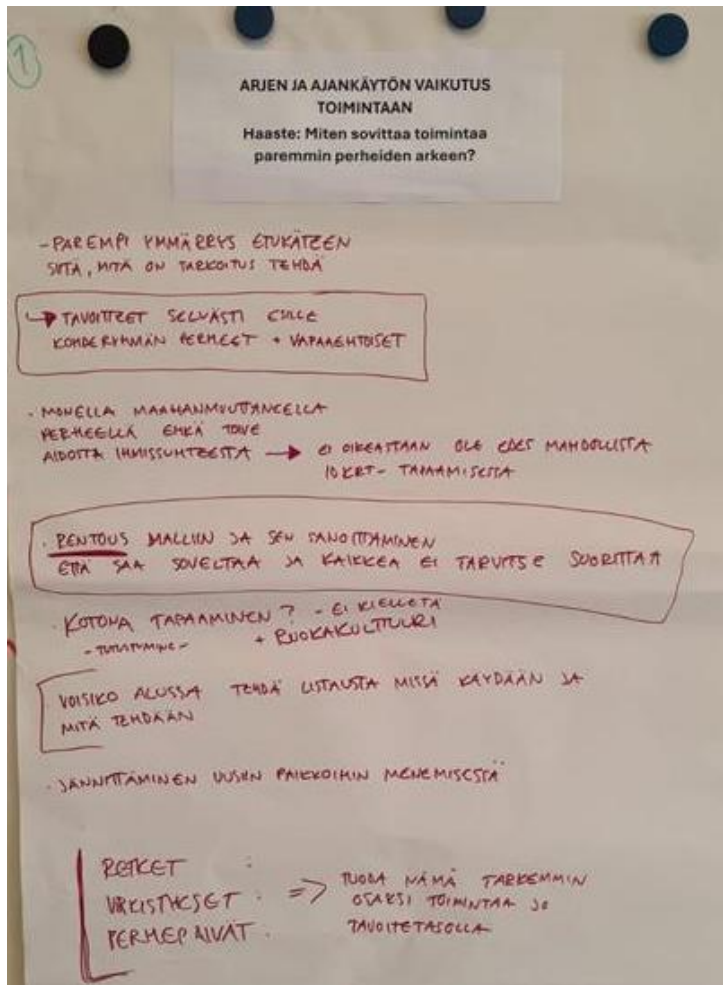 1
ARJEN JA AJANKÄYTÖN VAIKUTUS
TOIMINTAAN
Haaste: Miten sovittaa toimintaa
paremmin perheiden arkeen?
- PAREMPI YMMÄRRYS ETUKÄTEEN
SIITÄ, MITÄ ON TARKOITUS TEHDÄ
↳ TAVOITTEET SELVÄSTI ESILLE
KOHDERYHMÄN PERHEET + VAPAAEHTOISET
· MONELLA MAAHANMUUTTANEELLA
PERHEELLÄ EHKÄ TOIVE
AIDOSTA IHMISSUHTEESTA → EI OIKEASTAAN OLE EDES MAHDOLLISTA
10 KRT - TAPAAMISESSA
· RENTOUS MALLIIN JA SEN SANOITTAMINEN
ETTÄ SAA SOVELTAA JA KAIKKEA EI TARVITSE SUORITTAA
· KOTONA TAPAAMINEN? - EI KIELLETÄ
- TUTUSTUMINE - + RUOKAKULTTUURI
· VOISIKO ALUSSA TEHDÄ LISTAUSTA MISSÄ KÄYDÄÄN JA
MITÄ TEHDÄÄN
· JÄNNITTÄMINEN UUSIIN PAIKKOIHIN MENEMISESSÄ
RETKET
VIRKISTYKSET
PERHEPÄIVÄT
=> TUODA NÄMÄ TARKEMMIN
OSAKSI TOIMINTAA JO
TAVOITETASOLLA